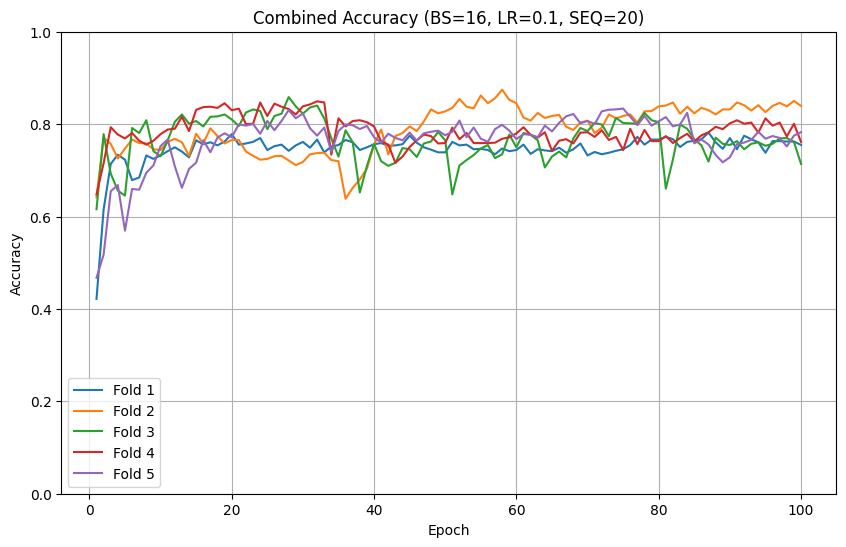 Combined Accuracy (BS=16, LR=0.1, SEQ=20)
1.0
0.8
0.6
0.4
0.2
0.0
Accuracy
Fold 1
Fold 2
Fold 3
Fold 4
Fold 5
0 20 40 60 80 100
Epoch